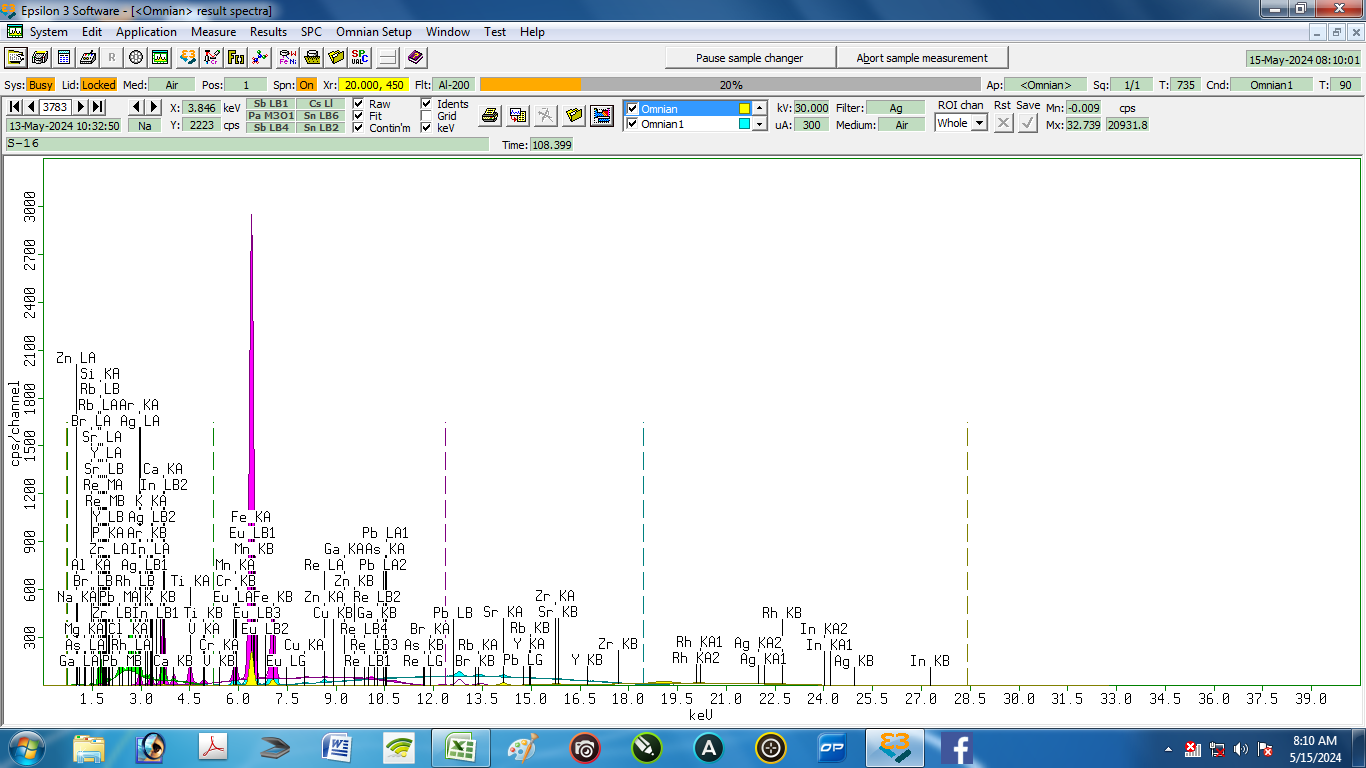 Epsilon 3 Software - [<Omnian> result spectra]
System Edit Application Measure Results SPC Omnian Setup Window Test Help
Pause sample changer Abort sample measurement 15-May-2024 08:10:01
Sys: Busy Lid: Locked Med: Air Pos: 1 Spn: On Xr: 20.000, 450 Flt: Al-200 20% Ap: <Omnian> Sq: 1/1 T: 735 Cnd: Omnian1 T: 90
3783 X: 3.846 keV Sb LB1 Cs Ll Raw Idents Omnian kV: 30.000 Filter: Ag ROI chan Rst Save Mn: -0.009 cps
13-May-2024 10:32:50 Na Y: 2223 cps Pa M3O1 Sn LB6 Fit Grid Omnian1 uA: 300 Medium: Air Whole Mx: 32.739 20931.8
Sb LB4 Sn LB2 Contin'm keV
S-16 Time: 108.399
cps/channel
3000
2700
2400
2100
1800
1500
1200
900
600
300
Zn LA
Si KA
Rb LB
Rb LA Ar KA
Br LA Ag LA
Sr LA
Y LA
Sr LB Ca KA
Re MA In LB2
Re MB K KA
Y LB Ag LB2 Fe KA
P KA Ar KB Eu LB1 Pb LA1
Zr LA In LA Mn KB Ga KA As KA
Al KA Ag LB1 Mn KA Re LA Pb LA2
Br LB Rh LB Ti KA Cr KB Zn KB
Na KA Pb MA K KB Eu LA Fe KB Zn KA Re LB2 Zr KA
Zr LB In LB1 Ti KB Eu LB3 Cu KB Ga KB Pb LB Sr KA Sr KB Rh KB
Mg KA Cl KA V KA Eu LB2 Re LB4 Br KA Rb KB In KA2
As LA Rh LA Cr KA Cu KA Re LB3 As KB Rb KA Y KA Zr KB Rh KA1 Ag KA2 In KA1
Ga LA Pb MB Ca KB V KB Eu LG Re LB1 Re LG Br KB Pb LG Y KB Rh KA2 Ag KA1 Ag KB In KB
1.5 3.0 4.5 6.0 7.5 9.0 10.5 12.0 13.5 15.0 16.5 18.0 19.5 21.0 22.5 24.0 25.5 27.0 28.5 30.0 31.5 33.0 34.5 36.0 37.5 39.0
keV
8:10 AM
5/15/2024